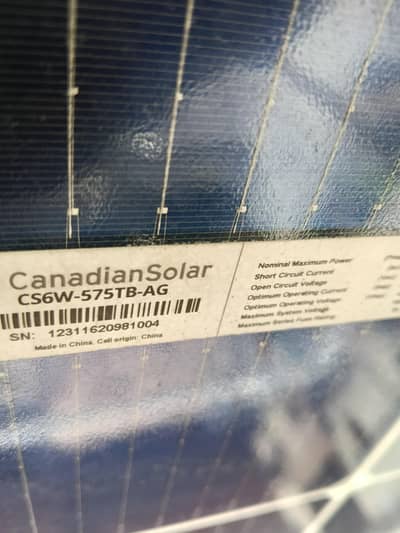 CanadianSolar
CS6W-575TB-AG
SN: 12311620981004
Made in China, Cell origin: China
Nominal Maximum Power
Short Circuit Current
Open Circuit Voltage
Optimum Operating Current
Optimum Operating Voltage
Maximum System Voltage
Maximum Series Fuse Rating